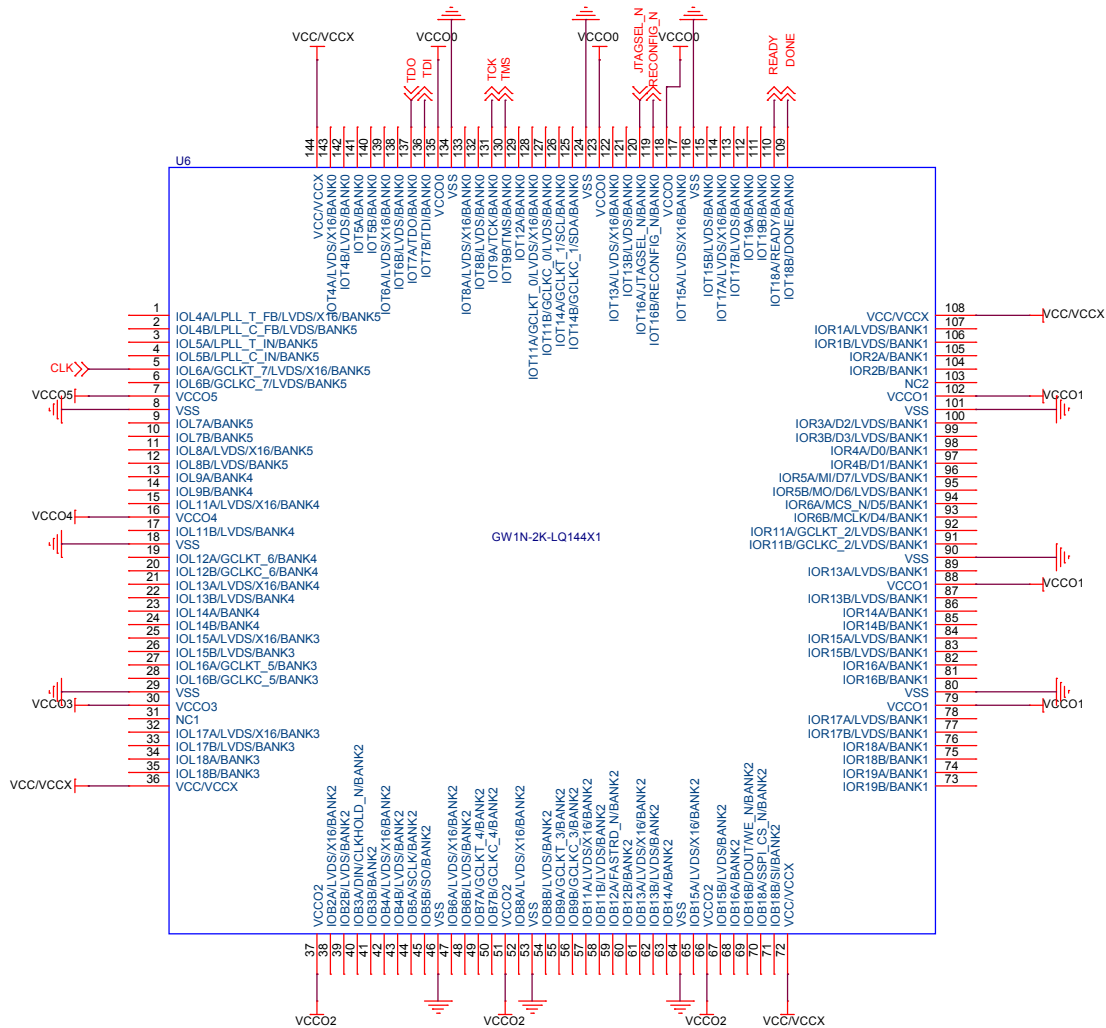 VCC/VCCX
VCCO0
VCCO0
VCCO0
TDO
TDI
TCK
TMS
JTAGSEL_N
RECONFIG_N
READY
DONE
U6
144
143
142
141
140
139
138
137
136
135
134
133
132
131
130
129
128
127
126
125
124
123
122
121
120
119
118
117
116
115
114
113
112
111
110
109
VCC/VCCX
IOT4A/LVDS/X16/BANK0
IOT4B/LVDS/BANK0
IOT5A/BANK0
IOT5B/BANK0
IOT6A/LVDS/X16/BANK0
IOT6B/LVDS/BANK0
IOT7A/TDO/BANK0
IOT7B/TDI/BANK0
VCCO0
VSS
IOT8A/LVDS/X16/BANK0
IOT8B/LVDS/BANK0
IOT9A/TCK/BANK0
IOT9B/TMS/BANK0
IOT12A/BANK0
IOT11A/GCLKT_0/LVDS/X16/BANK0
IOT11B/GCLKC_0/LVDS/BANK0
IOT14A/GCLKT_1/SCL/BANK0
IOT14B/GCLKC_1/SDA/BANK0
VSS
VCCO0
IOT13A/LVDS/X16/BANK0
IOT13B/LVDS/BANK0
IOT16A/JTAGSEL_N/BANK0
IOT16B/RECONFIG_N/BANK0
VCCO0
IOT15A/LVDS/X16/BANK0
VSS
IOT15B/LVDS/BANK0
IOT17A/LVDS/X16/BANK0
IOT17B/LVDS/BANK0
IOT19A/BANK0
IOT19B/BANK0
IOT18A/READY/BANK0
IOT18B/DONE/BANK0
1 IOL4A/LPLL_T_FB/LVDS/X16/BANK5
2 IOL4B/LPLL_C_FB/LVDS/BANK5
3 IOL5A/LPLL_T_IN/BANK5
4 IOL5B/LPLL_C_IN/BANK5
CLK 5 IOL6A/GCLKT_7/LVDS/X16/BANK5
6 IOL6B/GCLKC_7/LVDS/BANK5
VCCO5 7 VCCO5
8 VSS
9 IOL7A/BANK5
10 IOL7B/BANK5
11 IOL8A/LVDS/X16/BANK5
12 IOL8B/LVDS/BANK5
13 IOL9A/BANK4
14 IOL9B/BANK4
15 IOL11A/LVDS/X16/BANK4
VCCO4 16 VCCO4
17 IOL11B/LVDS/BANK4
18 VSS
19 IOL12A/GCLKT_6/BANK4
20 IOL12B/GCLKC_6/BANK4
21 IOL13A/LVDS/X16/BANK4
22 IOL13B/LVDS/BANK4
23 IOL14A/BANK4
24 IOL14B/BANK4
25 IOL15A/LVDS/X16/BANK3
26 IOL15B/LVDS/BANK3
27 IOL16A/GCLKT_5/BANK3
28 IOL16B/GCLKC_5/BANK3
29 VSS
VCCO3 30 VCCO3
31 NC1
32 IOL17A/LVDS/X16/BANK3
33 IOL17B/LVDS/BANK3
34 IOL18A/BANK3
35 IOL18B/BANK3
VCC/VCCX 36 VCC/VCCX
GW1N-2K-LQ144X1
VCC/VCCX 108 VCC/VCCX
IOR1A/LVDS/BANK1 107
IOR1B/LVDS/BANK1 106
IOR2A/BANK1 105
IOR2B/BANK1 104
NC2 103
VCCO1 102 VCCO1
VSS 101
IOR3A/D2/LVDS/BANK1 100
IOR3B/D3/LVDS/BANK1 99
IOR4A/D0/BANK1 98
IOR4B/D1/BANK1 97
IOR5A/MI/D7/LVDS/BANK1 96
IOR5B/MO/D6/LVDS/BANK1 95
IOR6A/MCS_N/D5/BANK1 94
IOR6B/MCLK/D4/BANK1 93
IOR11A/GCLKT_2/LVDS/BANK1 92
IOR11B/GCLKC_2/LVDS/BANK1 91
VSS 90
IOR13A/LVDS/BANK1 89
VCCO1 88 VCCO1
IOR13B/LVDS/BANK1 87
IOR14A/BANK1 86
IOR14B/BANK1 85
IOR15A/LVDS/BANK1 84
IOR15B/LVDS/BANK1 83
IOR16A/BANK1 82
IOR16B/BANK1 81
VSS 80
VCCO1 79 VCCO1
IOR17A/LVDS/BANK1 78
IOR17B/LVDS/BANK1 77
IOR18A/BANK1 76
IOR18B/BANK1 75
IOR19A/BANK1 74
IOR19B/BANK1 73
VCCO2
IOB2A/LVDS/X16/BANK2
IOB2B/LVDS/BANK2
IOB3A/DIN/CLKHOLD_N/BANK2
IOB3B/BANK2
IOB4A/LVDS/X16/BANK2
IOB4B/LVDS/BANK2
IOB5A/SCLK/BANK2
IOB5B/SO/BANK2
VSS
IOB6A/LVDS/X16/BANK2
IOB6B/LVDS/BANK2
IOB7A/GCLKT_4/BANK2
IOB7B/GCLKC_4/BANK2
VCCO2
IOB8A/LVDS/X16/BANK2
VSS
IOB8B/LVDS/BANK2
IOB9A/GCLKT_3/BANK2
IOB9B/GCLKC_3/BANK2
IOB11A/LVDS/X16/BANK2
IOB11B/LVDS/BANK2
IOB12A/FASTRD_N/BANK2
IOB12B/BANK2
IOB13A/LVDS/X16/BANK2
IOB13B/LVDS/BANK2
IOB14A/BANK2
VSS
IOB15A/LVDS/X16/BANK2
VCCO2
IOB15B/LVDS/BANK2
IOB16A/BANK2
IOB16B/DOUT/WE_N/BANK2
IOB18A/SSPI_CS_N/BANK2
IOB18B/SI/BANK2
VCC/VCCX
37
38
39
40
41
42
43
44
45
46
47
48
49
50
51
52
53
54
55
56
57
58
59
60
61
62
63
64
65
66
67
68
69
70
71
72
VCCO2
VCCO2
VCCO2
VCC/VCCX